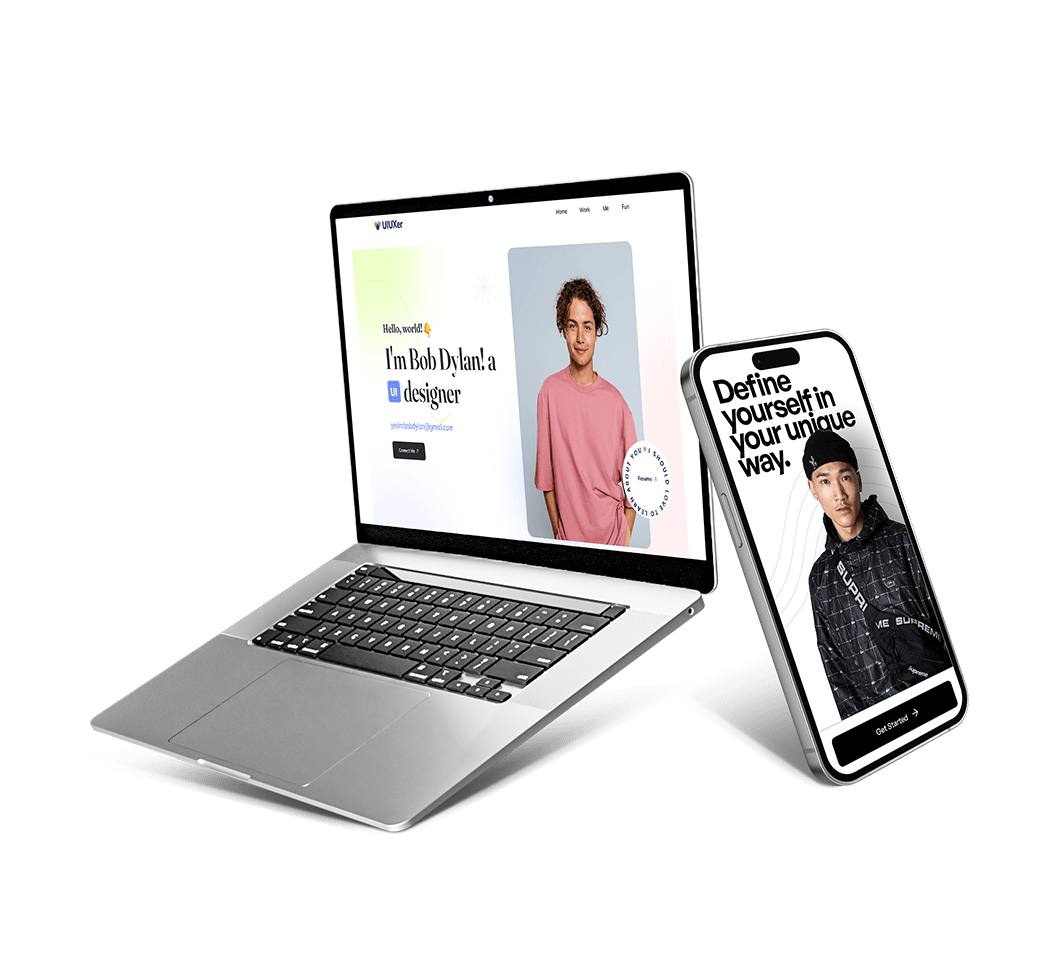 UIUXer
Home Work Me Fun
Hello, world!
I'm Bob Dylan! a
UI designer
yesimbobdylan@gmail.com
Connect Me
I SHOULD LOVE TO LEARN ABOUT YOU
Resume
Define
yourself in
your unique
way.
SUPR
ME SUPREME
Supreme
Get Started